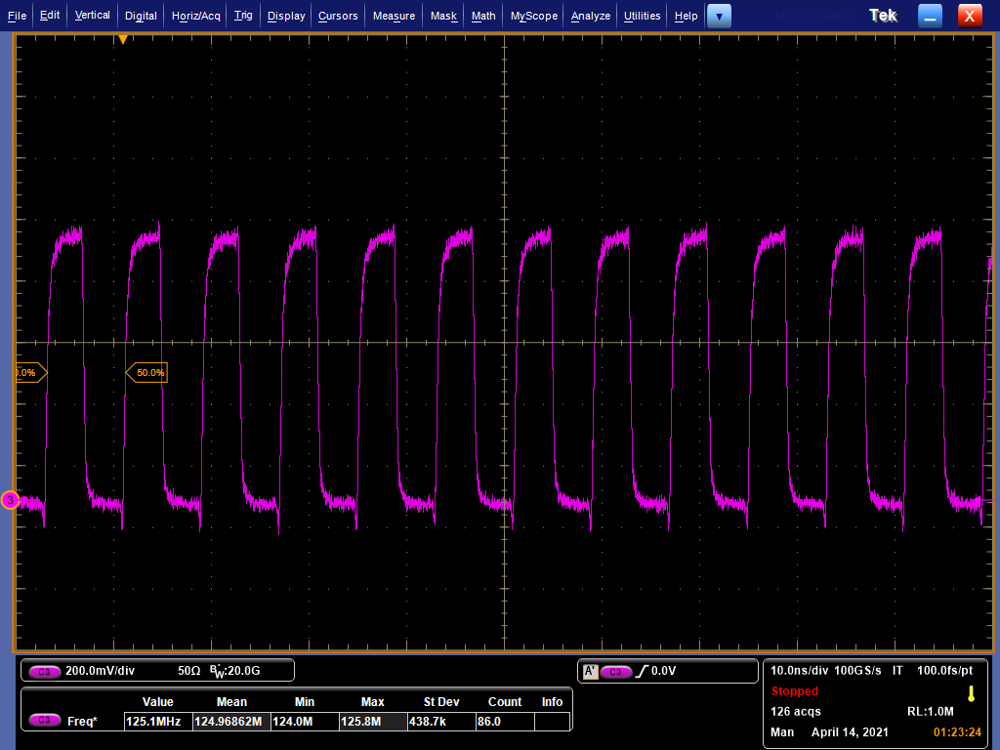 File Edit Vertical Digital Horiz/Acq Trig Display Cursors Measure Mask Math MyScope Analyze Utilities Help Tek X
0.0%
50.0%
3
C3 200.0mV/div 50Ω BW:20.0G
A' C3 0.0V
10.0ns/div 100GS/s IT 100.0fs/pt
Stopped
126 acqs RL:1.0M
Man April 14, 2021 01:23:24
Value Mean Min Max St Dev Count Info
C3 Freq* 125.1MHz 124.96862M 124.0M 125.8M 438.7k 86.0